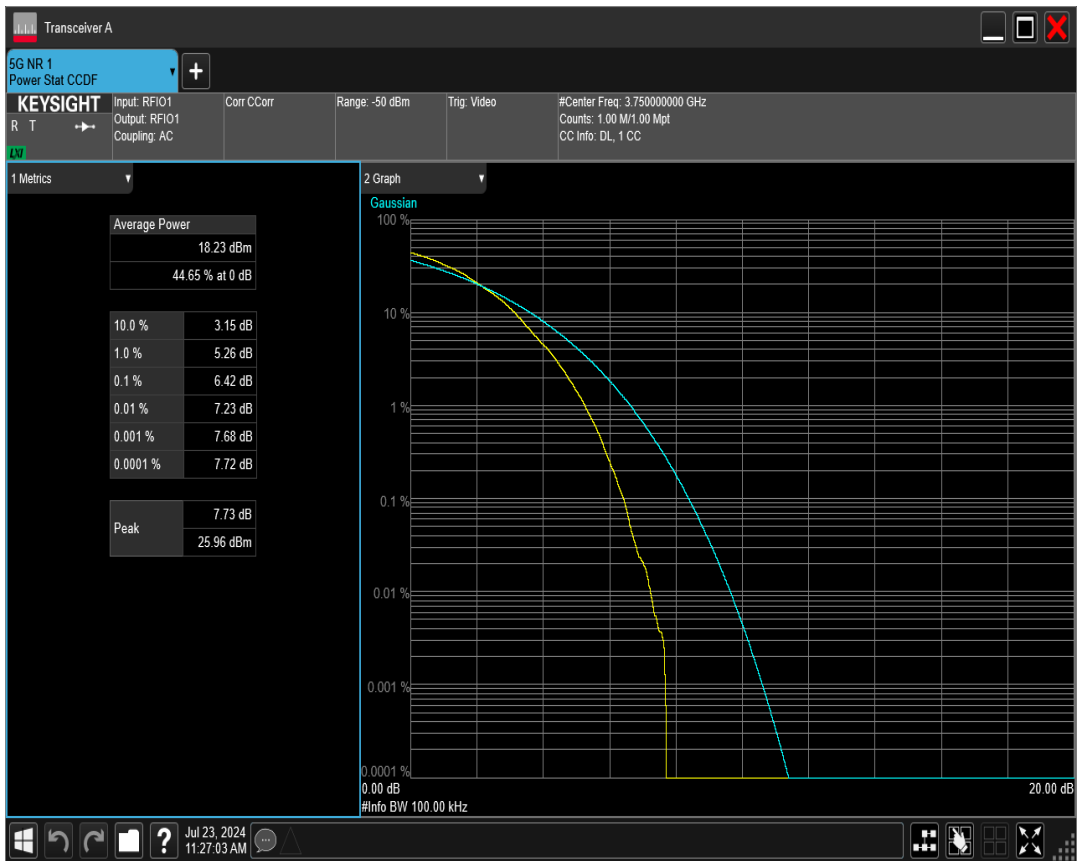 Transceiver A
5G NR 1
Power Stat CCDF
KEYSIGHT
R T
LXI
Input: RFIO1
Output: RFIO1
Coupling: AC
Corr CCorr
Range: -50 dBm
Trig: Video
#Center Freq: 3.750000000 GHz
Counts: 1.00 M/1.00 Mpt
CC Info: DL, 1 CC
1 Metrics
Average Power
18.23 dBm
44.65 % at 0 dB
10.0 % 3.15 dB
1.0 % 5.26 dB
0.1 % 6.42 dB
0.01 % 7.23 dB
0.001 % 7.68 dB
0.0001 % 7.72 dB
Peak
7.73 dB
25.96 dBm
2 Graph
Gaussian
100 %
10 %
1 %
0.1 %
0.01 %
0.001 %
0.0001 %
0.00 dB 20.00 dB
#Info BW 100.00 kHz
?
Jul 23, 2024
11:27:03 AM